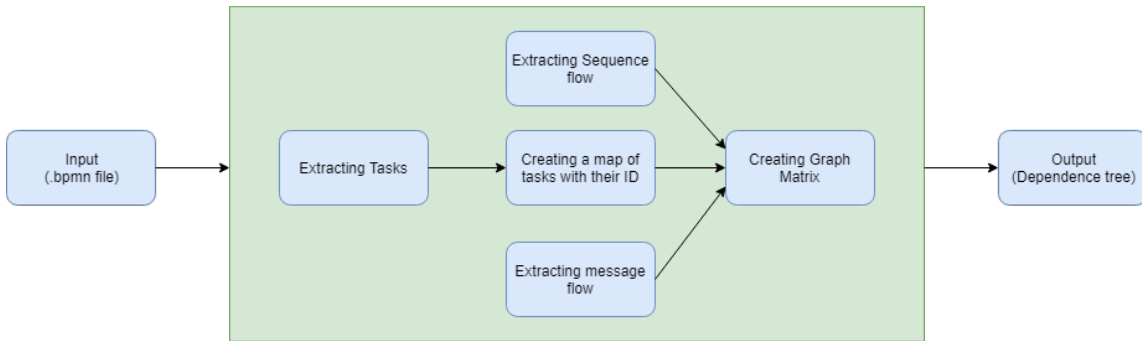 Input
(.bpmn file)
Extracting Tasks
Extracting Sequence
flow
Creating a map of
tasks with their ID
Extracting message
flow
Creating Graph
Matrix
Output
(Dependence tree)